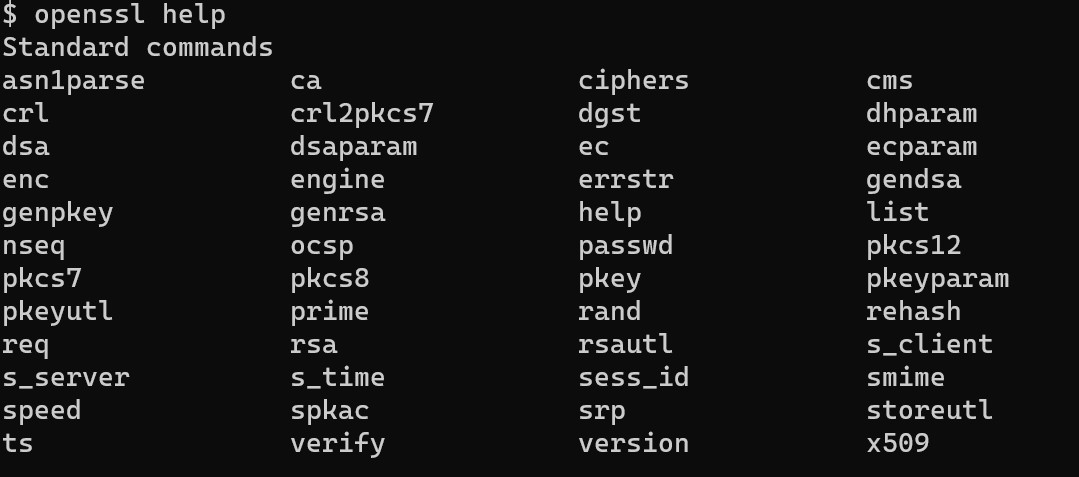 $ openssl help
Standard commands
asn1parse         ca                ciphers           cms
crl               crl2pkcs7         dgst              dhparam
dsa               dsaparam          ec                ecparam
enc               engine            errstr            gendsa
genpkey           genrsa            help              list
nseq              ocsp              passwd            pkcs12
pkcs7             pkcs8             pkey              pkeyparam
pkeyutl           prime             rand              rehash
req               rsa               rsautl            s_client
s_server          s_time            sess_id           smime
speed             spkac             srp               storeutl
ts                verify            version           x509